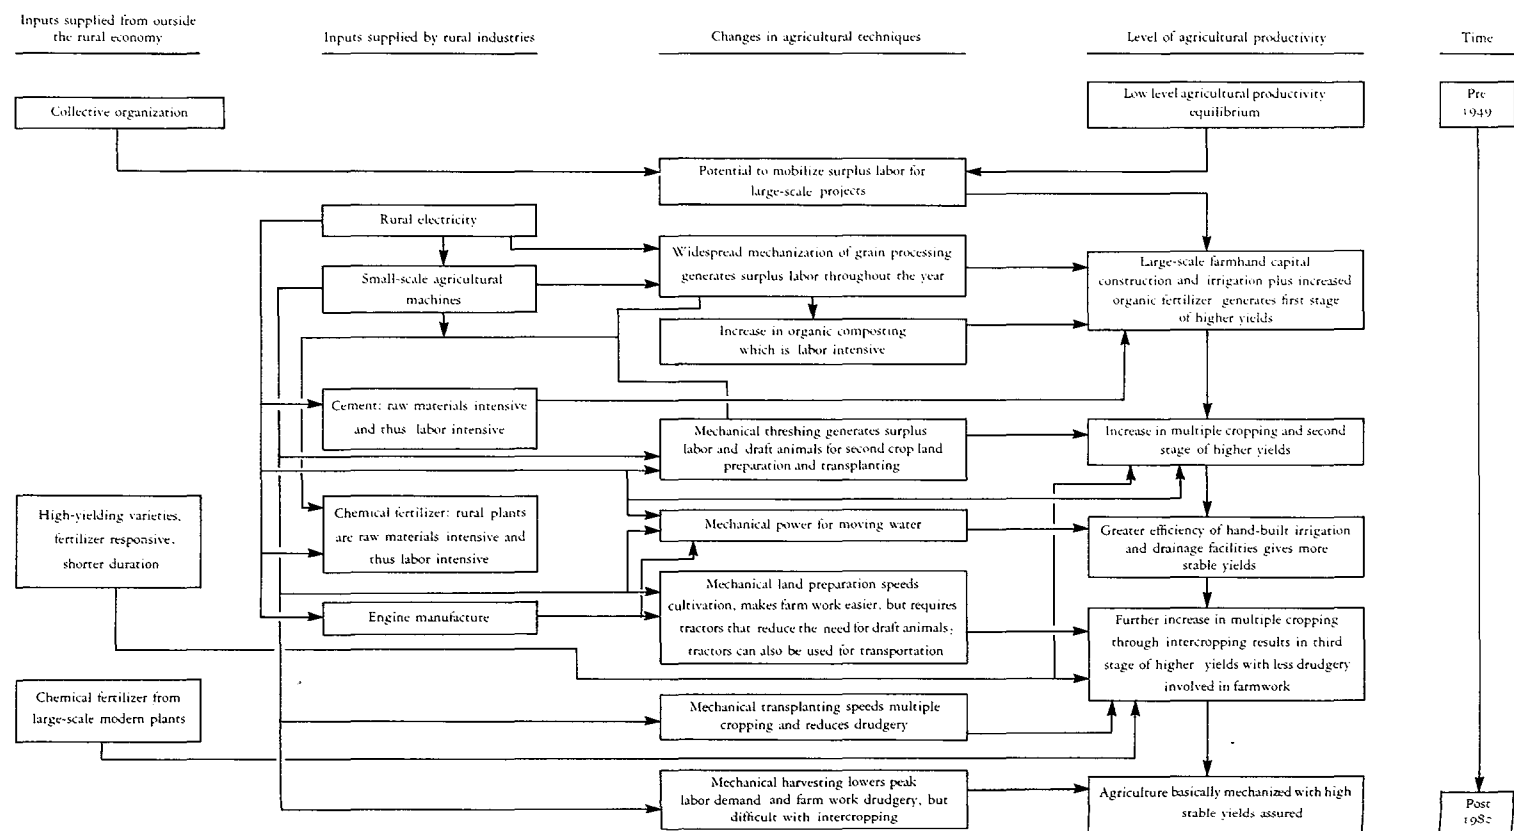 Inputs supplied from outside
the rural economy
Inputs supplied by rural industries
Changes in agricultural techniques
Level of agricultural productivity
Time
Collective organization
Low level agricultural productivity
equilibrium
Pre
1949
Potential to mobilize surplus labor for
large-scale projects
Rural electricity
Widespread mechanization of grain processing
generates surplus labor throughout the year
Large-scale farmhand capital
construction and irrigation plus increased
organic fertilizer generates first stage
of higher yields
Small-scale agricultural
machines
Increase in organic composting
which is labor intensive
Cement: raw materials intensive
and thus labor intensive
Mechanical threshing generates surplus
labor and draft animals for second crop land
preparation and transplanting
Increase in multiple cropping and second
stage of higher yields
High-yielding varieties,
fertilizer responsive,
shorter duration
Chemical fertilizer: rural plants
are raw materials intensive and
thus labor intensive
Mechanical power for moving water
Greater efficiency of hand-built irrigation
and drainage facilities gives more
stable yields
Engine manufacture
Mechanical land preparation speeds
cultivation, makes farm work easier, but requires
tractors that reduce the need for draft animals;
tractors can also be used for transportation
Further increase in multiple cropping
through intercropping results in third
stage of higher yields with less drudgery
involved in farmwork
Chemical fertilizer from
large-scale modern plants
Mechanical transplanting speeds multiple
cropping and reduces drudgery
Mechanical harvesting lowers peak
labor demand and farm work drudgery, but
difficult with intercropping
Agriculture basically mechanized with high
stable yields assured
Post
1980